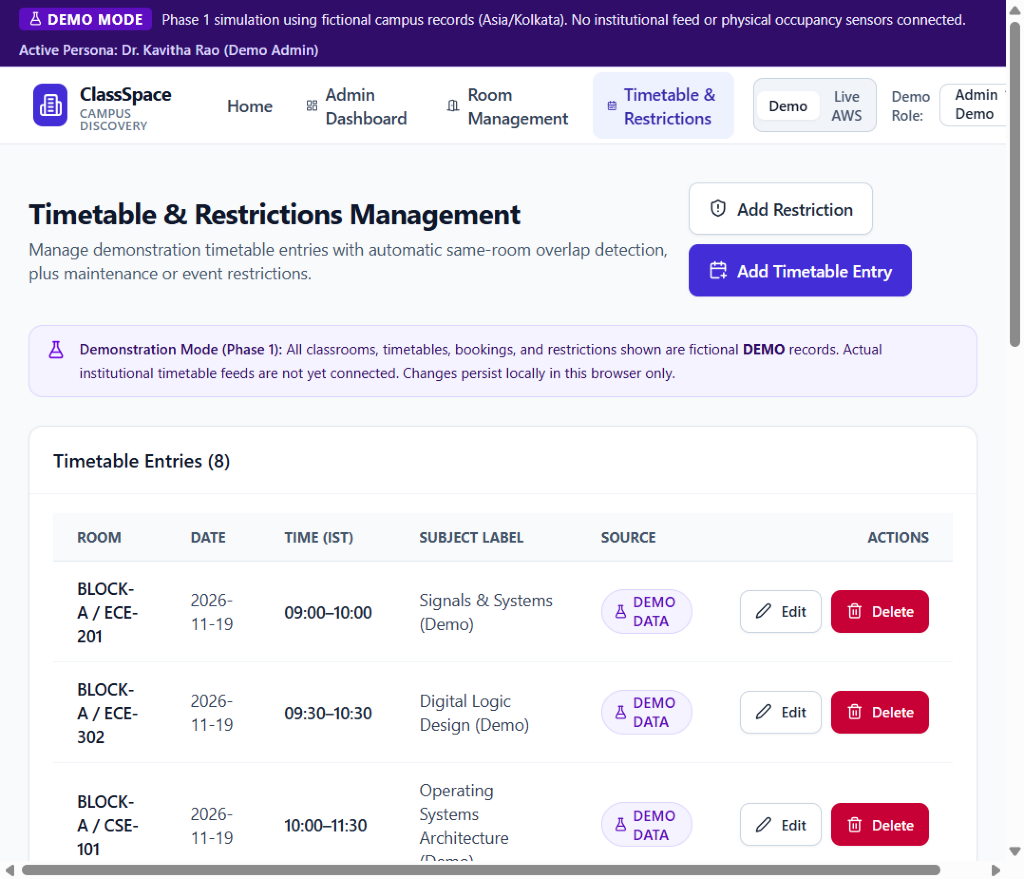 DEMO MODE Phase 1 simulation using fictional campus records (Asia/Kolkata). No institutional feed or physical occupancy sensors connected.
Active Persona: Dr. Kavitha Rao (Demo Admin)
ClassSpace
CAMPUS
DISCOVERY
Home
Admin
Dashboard
Room
Management
Timetable &
Restrictions
Demo
Live
AWS
Demo
Role:
Admin
Demo
Timetable & Restrictions Management
Manage demonstration timetable entries with automatic same-room overlap detection,
plus maintenance or event restrictions.
Add Restriction
Add Timetable Entry
Demonstration Mode (Phase 1): All classrooms, timetables, bookings, and restrictions shown are fictional DEMO records. Actual
institutional timetable feeds are not yet connected. Changes persist locally in this browser only.
Timetable Entries (8)
ROOM DATE TIME (IST) SUBJECT LABEL SOURCE ACTIONS
BLOCK-
A / ECE-
201
2026-
11-19
09:00–10:00
Signals & Systems
(Demo)
DEMO
DATA
Edit
Delete
BLOCK-
A / ECE-
302
2026-
11-19
09:30–10:30
Digital Logic
Design (Demo)
DEMO
DATA
Edit
Delete
BLOCK-
A / CSE-
101
2026-
11-19
10:00–11:30
Operating
Systems
Architecture
(Demo)
DEMO
DATA
Edit
Delete